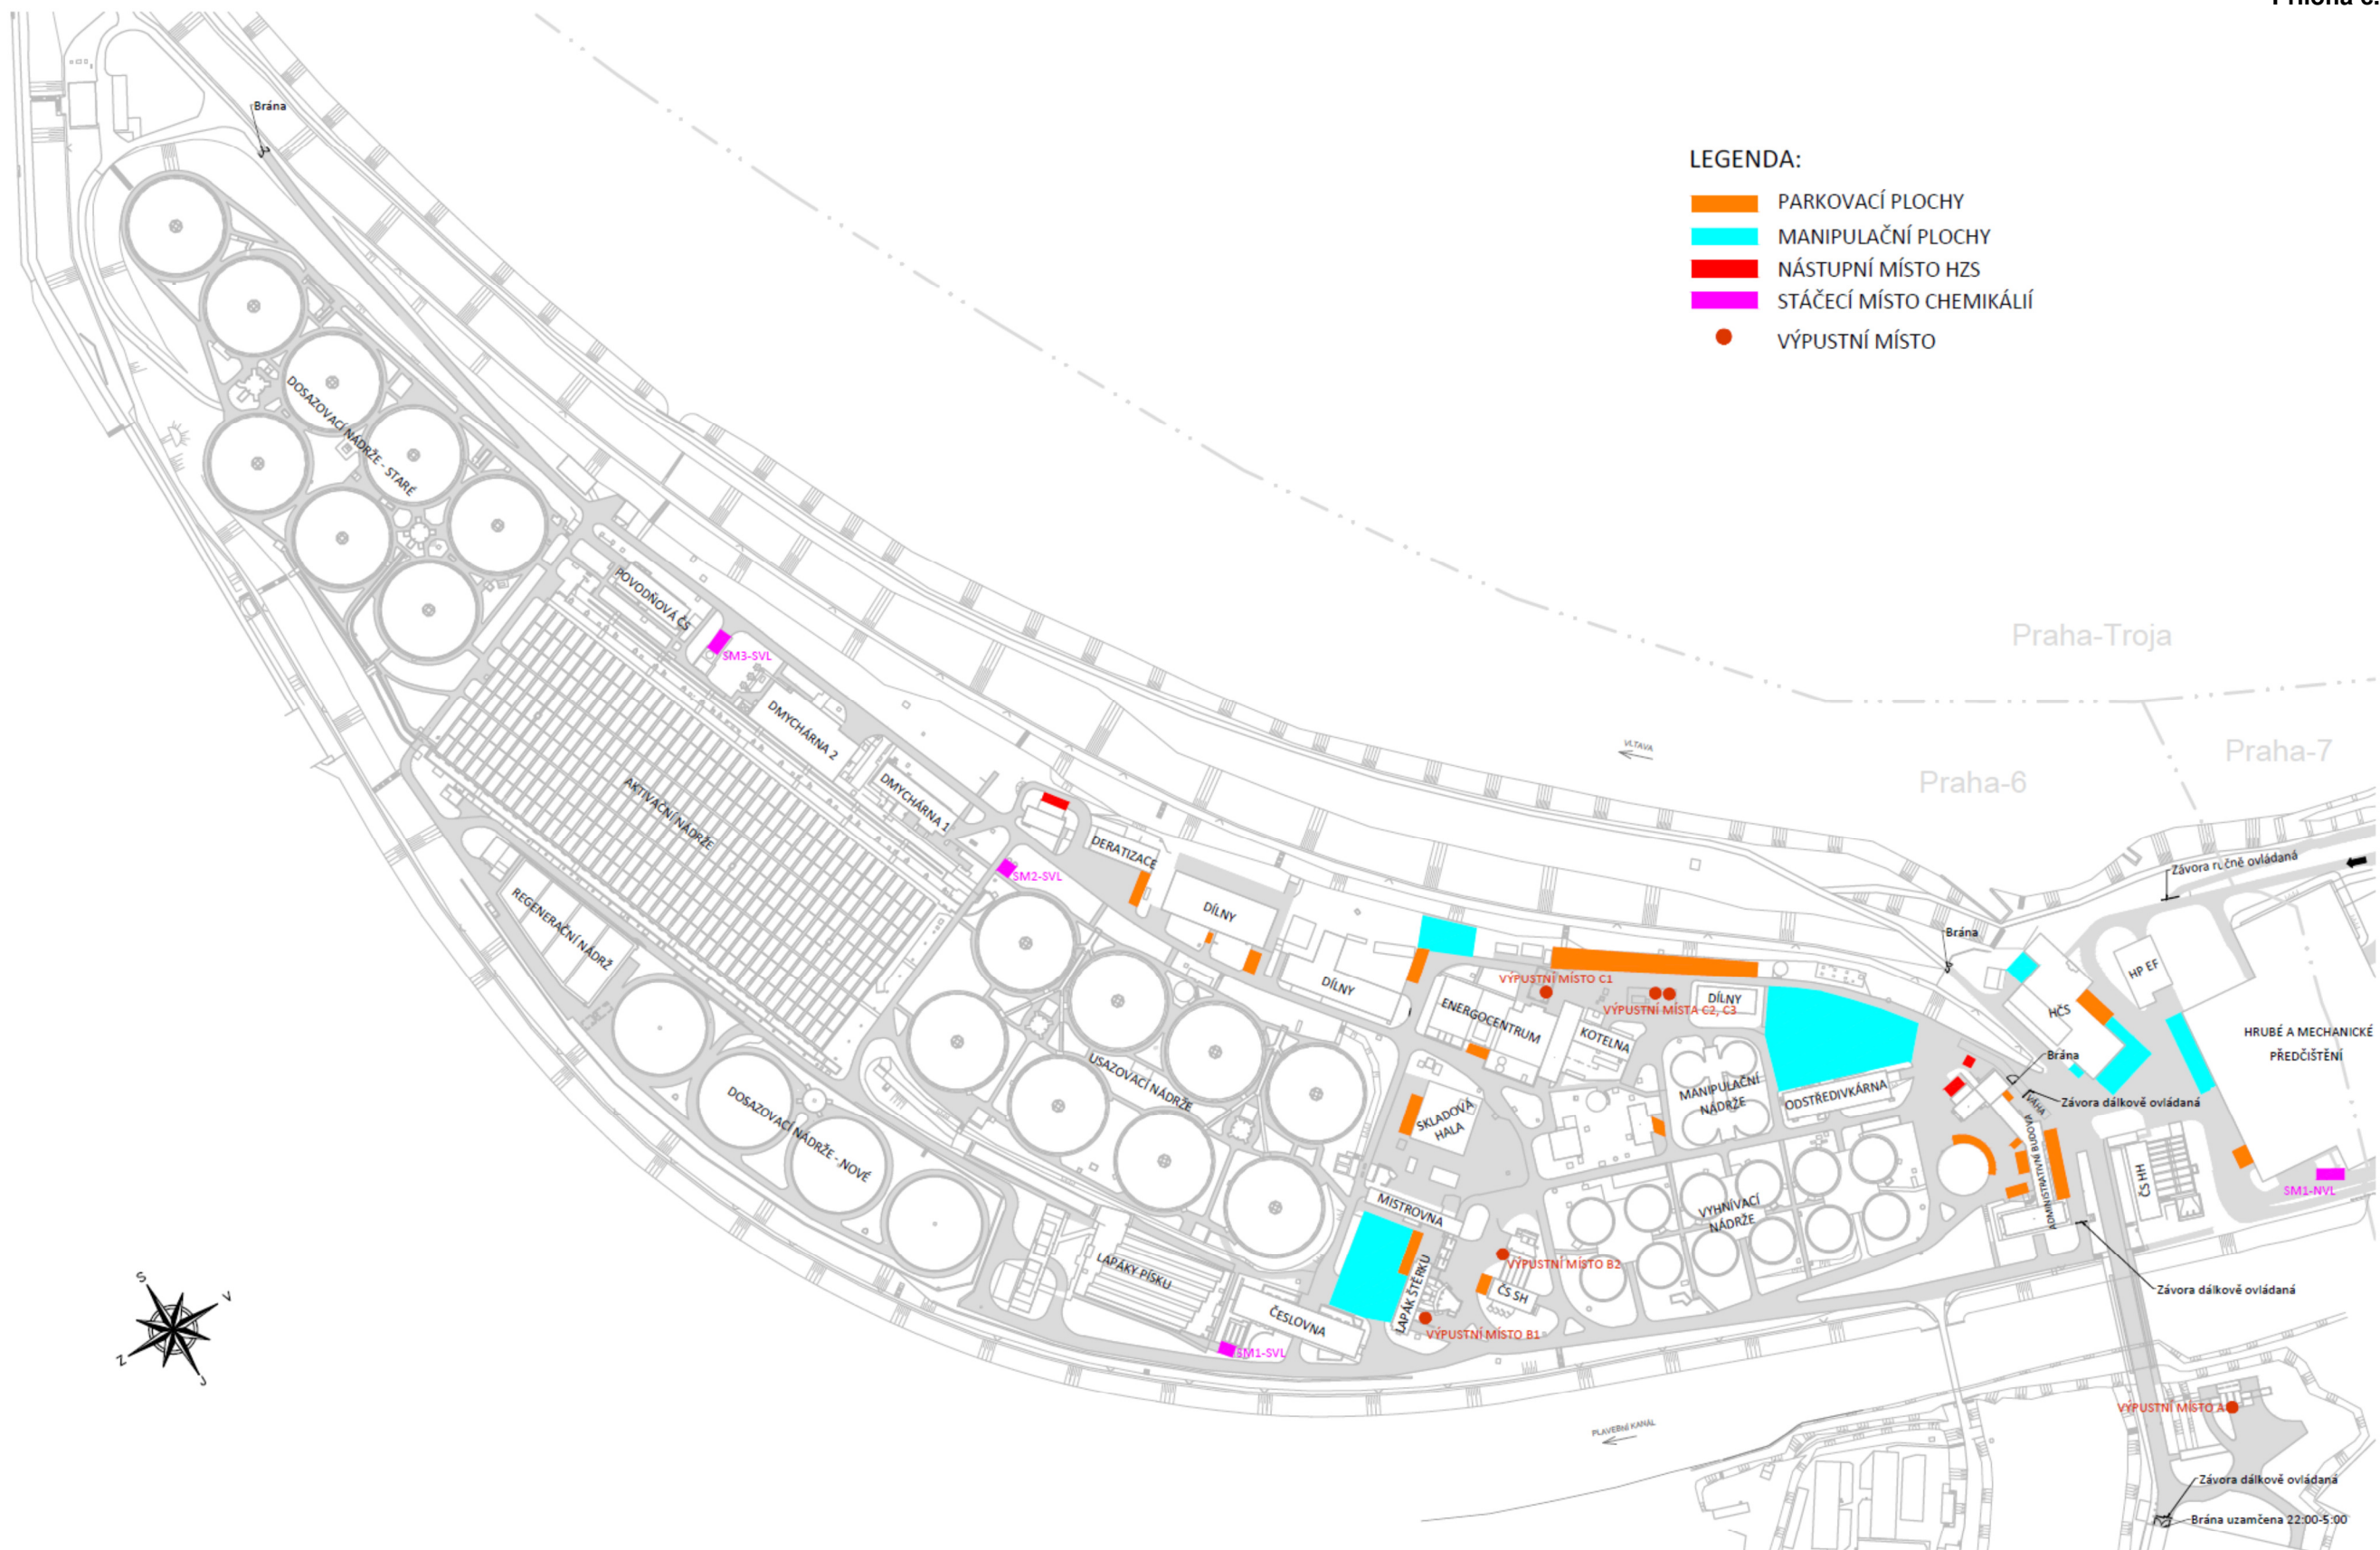 Příloha č.
Brána
LEGENDA:
PARKOVACÍ PLOCHY
MANIPULAČNÍ PLOCHY
NÁSTUPNÍ MÍSTO HZS
STÁČECÍ MÍSTO CHEMIKÁLIÍ
VÝPUSTNÍ MÍSTO
DOSAZOVACÍ NÁDRŽE - STARÉ
POVODŇOVÁ ČS
SM3-SVL
DMYCHÁRNA 2
DMYCHÁRNA 1
AKTIVAČNÍ NÁDRŽE
REGENERAČNÍ NÁDRŽ
Praha-Troja
Praha-7
Praha-6
VLTAVA
DERATIZACE
SM2-SVL
DÍLNY
DÍLNY
Závora ručně ovládaná
Brána
HP EF
HČS
HRUBÉ A MECHANICKÉ
PŘEDČIŠTĚNÍ
VÝPUSTNÍ MÍSTO C1
VÝPUSTNÍ MÍSTA C2, C3
DÍLNY
ENERGOCENTRUM
KOTELNA
Brána
Závora dálkově ovládaná
VÁHA
MANIPULAČNÍ
NÁDRŽE
ODSTŘEDIVKÁRNA
USAZOVACÍ NÁDRŽE
DOSAZOVACÍ NÁDRŽE - NOVÉ
SKLADOVÁ
HALA
ADMINISTRATIVNÍ BUDOVA
ČS HH
SM1-NVL
MISTROVNA
VYHNÍVACÍ
NÁDRŽE
LAPÁKY PÍSKU
LAPÁK ŠTĚRKU
VÝPUSTNÍ MÍSTO B2
ČS SH
ČESLOVNA
VÝPUSTNÍ MÍSTO B1
SM1-SVL
Závora dálkově ovládaná
S
V
Z
J
PLAVEBNÍ KANÁL
VÝPUSTNÍ MÍSTO A
Závora dálkově ovládaná
Brána uzamčena 22:00-5:00